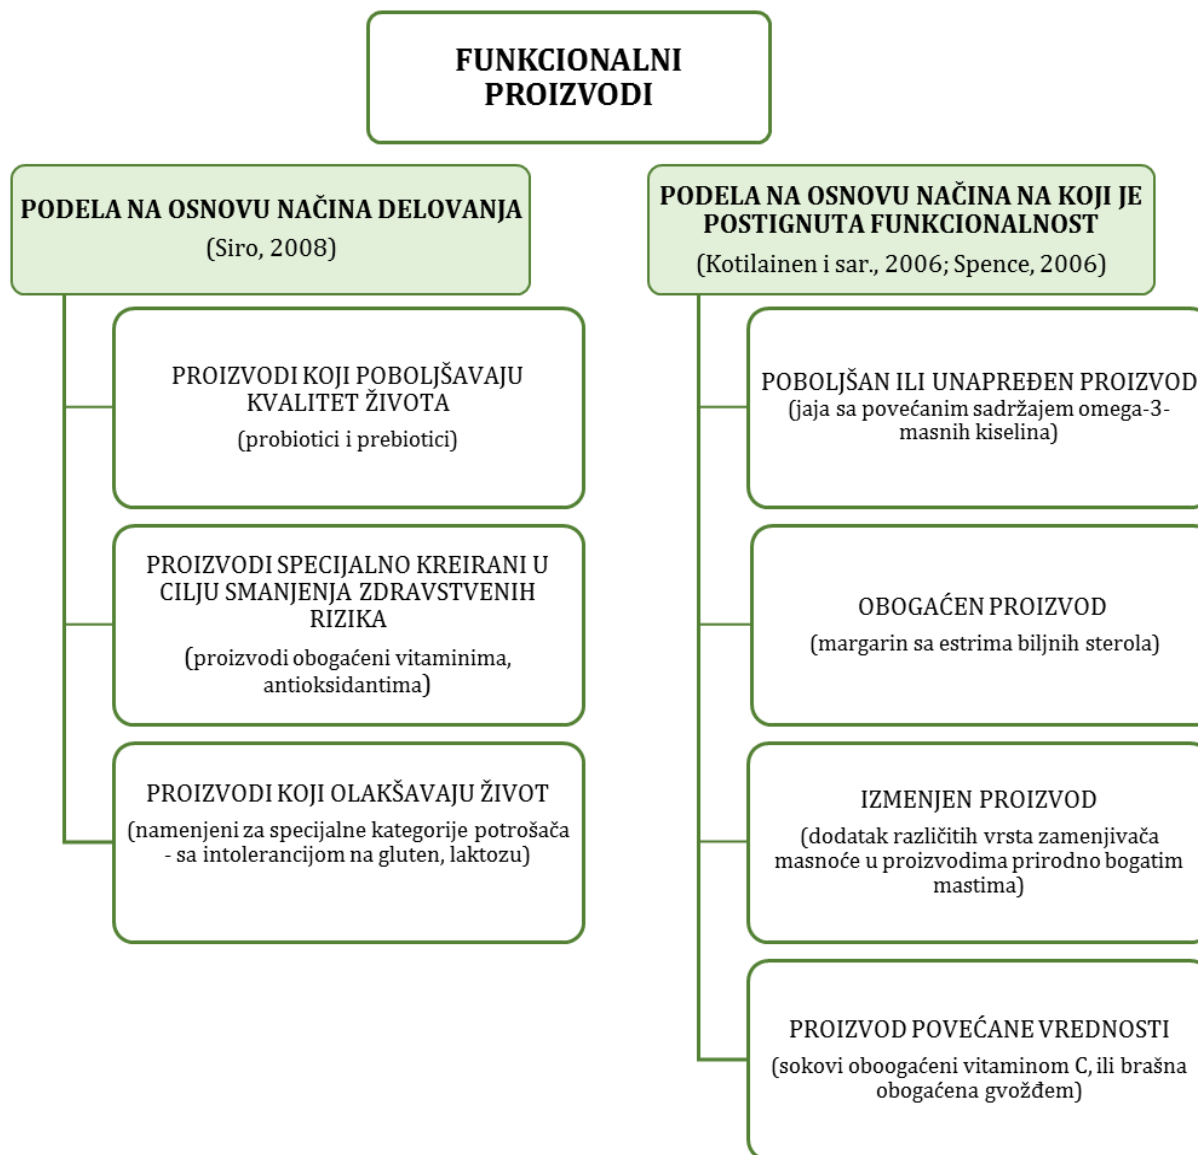 FUNKCIONALNI
PROIZVODI
PODELA NA OSNOVU NAČINA DELOVANJA
(Siro, 2008)
PROIZVODI KOJI POBOLJŠAVAJU
KVALITET ŽIVOTA
(probiotici i prebiotici)
PROIZVODI SPECIJALNO KREIRANI U
CILJU SMANJENJA ZDRAVSTVENIH
RIZIKA
(proizvodi obogaćeni vitaminima,
antioksidantima)
PROIZVODI KOJI OLAKŠAVAJU ŽIVOT
(namenjeni za specijalne kategorije potrošača
- sa intolerancijom na gluten, laktozu)
PODELA NA OSNOVU NAČINA NA KOJI JE
POSTIGNUTA FUNKCIONALNOST
(Kotilainen i sar., 2006; Spence, 2006)
POBOLJŠAN ILI UNAPREĐEN PROIZVOD
(jaja sa povećanim sadržajem omega-3-
masnih kiselina)
OBOGAĆEN PROIZVOD
(margarin sa estrima biljnih sterola)
IZMENJEN PROIZVOD
(dodatak različitih vrsta zamenjivača
masnoće u proizvodima prirodno bogatim
mastima)
PROIZVOD POVEĆANE VREDNOSTI
(sokovi oboogaćeni vitaminom C, ili brašna
obogaćena gvožđem)